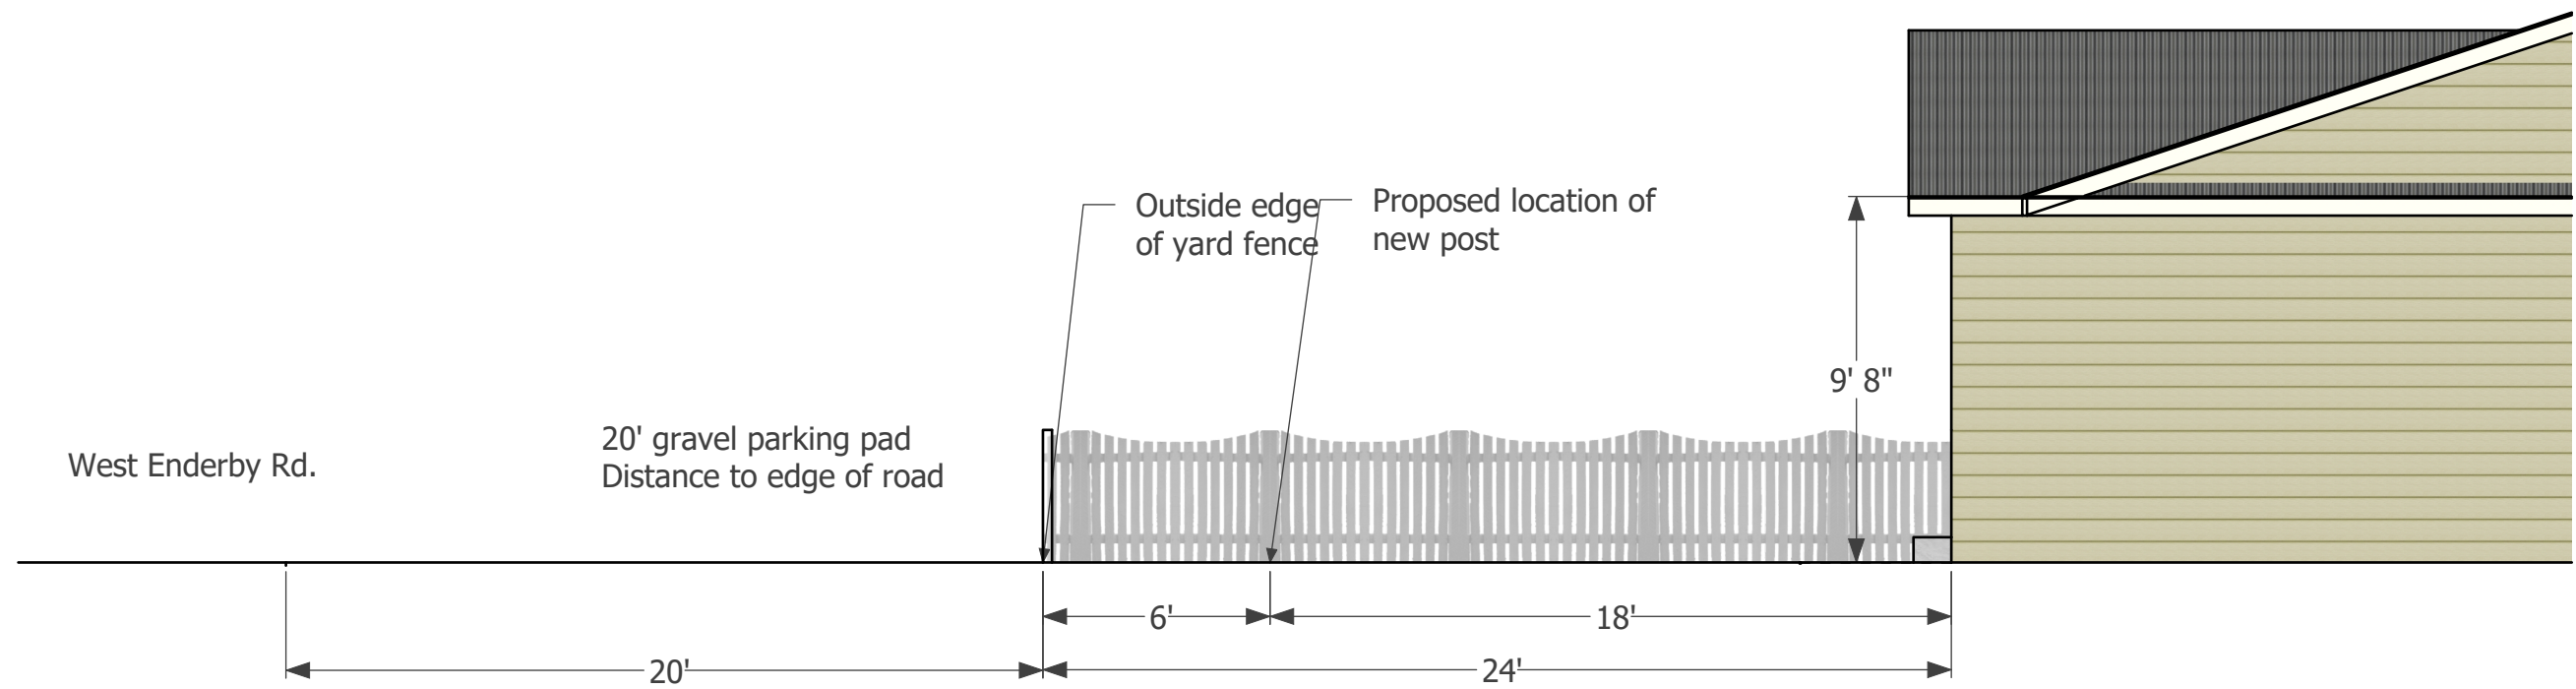 Outside edge
of yard fence
Proposed location of
new post
9' 8"
20' gravel parking pad
Distance to edge of road
West Enderby Rd.
6'
18'
20'
24'